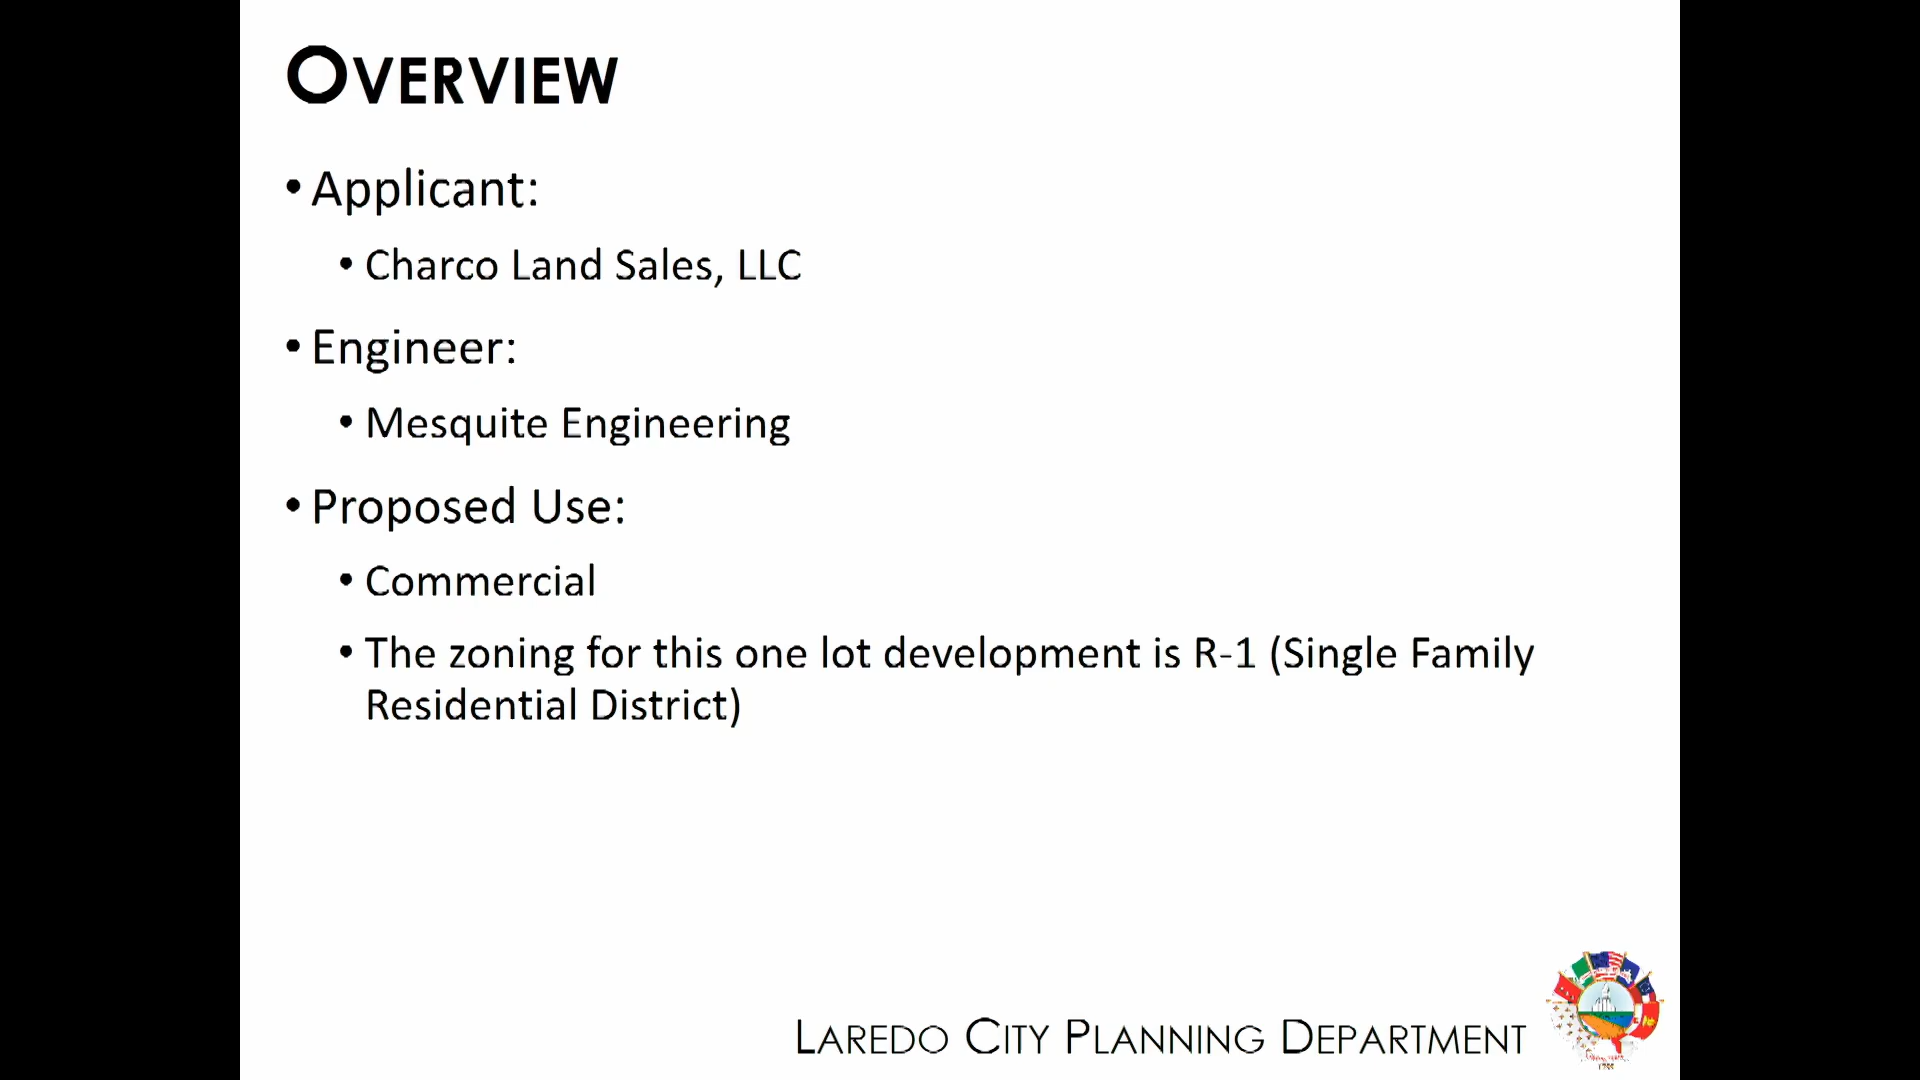 OVERVIEW
• Applicant:
• Charco Land Sales, LLC
• Engineer:
• Mesquite Engineering
• Proposed Use:
• Commercial
• The zoning for this one lot development is R-1 (Single Family
Residential District)
LAREDO CITY PLANNING DEPARTMENT